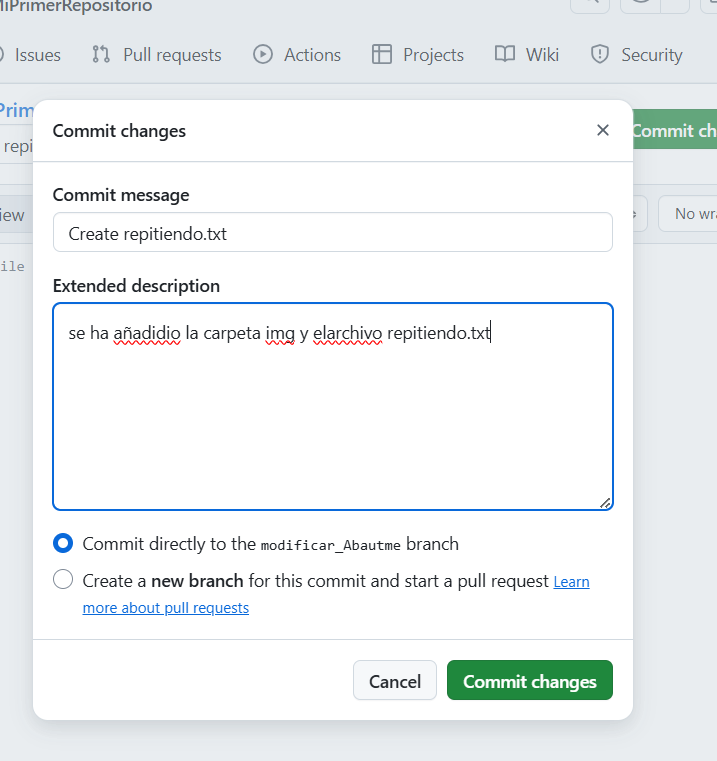 MiPrimerRepositorio
Issues
Pull requests
Actions
Projects
Wiki
Security
Prim
Commit ch
repi
iew
No wra
ile
Commit changes
Commit message
Create repitiendo.txt
Extended description
se ha añadidio la carpeta img y elarchivo repitiendo.txt
Commit directly to the modificar_Abautme branch
Create a new branch for this commit and start a pull request Learn
more about pull requests
Cancel
Commit changes